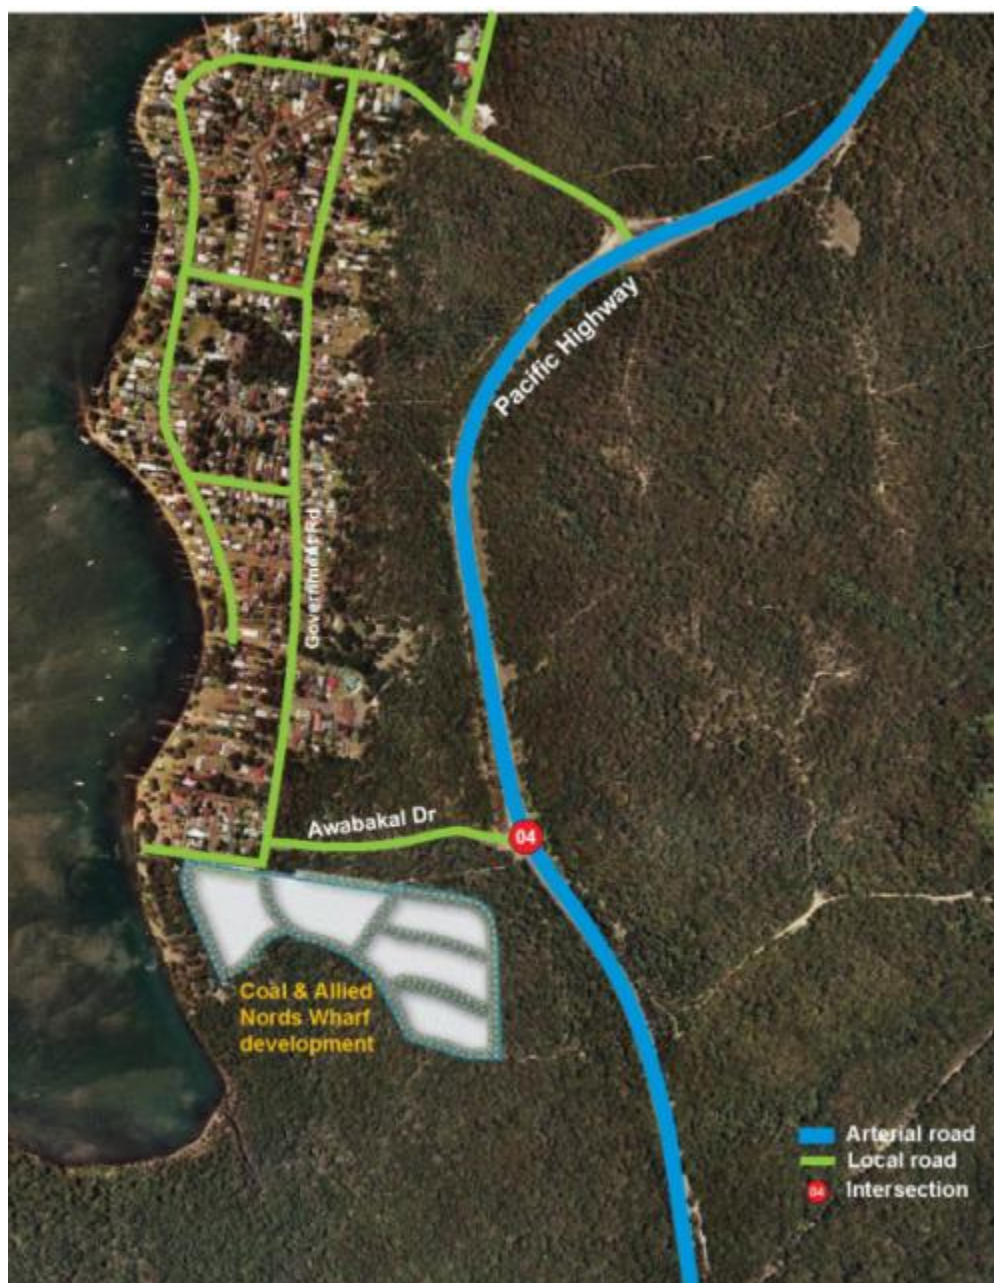 Pacific Highway
Government Rd
Awabakal Dr
04
Coal & Allied
Nords Wharf
development
Arterial road
Local road
04 Intersection